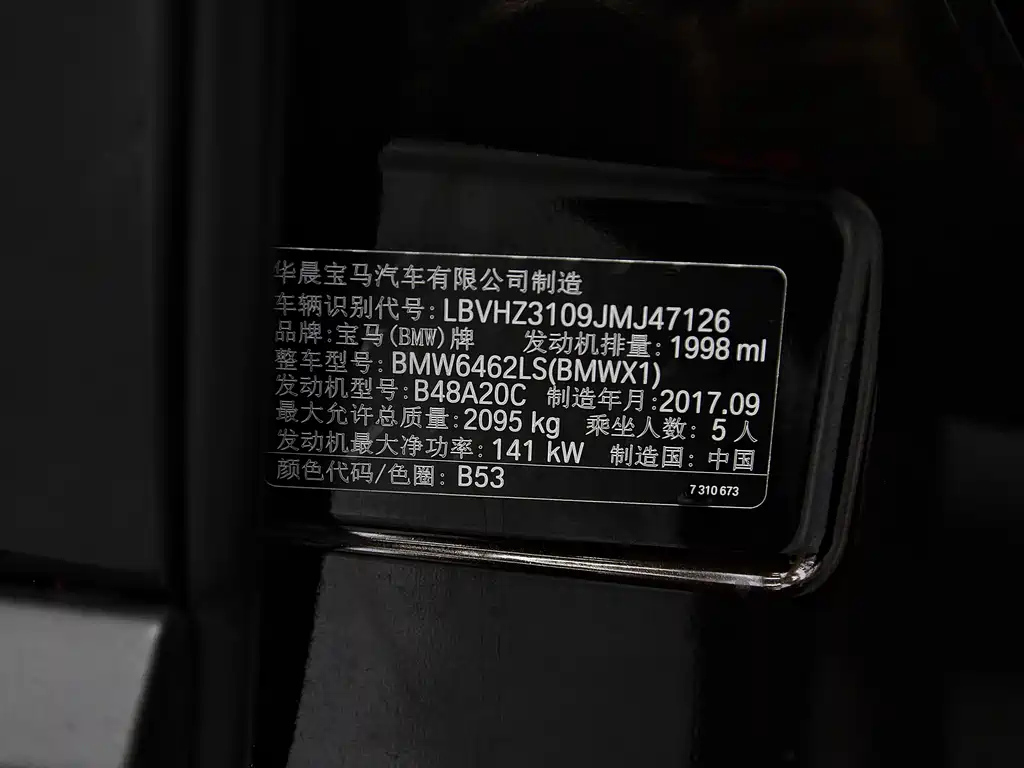 华晨宝马汽车有限公司制造
车辆识别代号: LBVHZ3109JMJ47126
品牌: 宝马(BMW)牌 发动机排量: 1998 ml
整车型号: BMW6462LS(BMWX1)
发动机型号: B48A20C 制造年月: 2017.09
最大允许总质量: 2095 kg 乘坐人数: 5 人
发动机最大净功率: 141 kW 制造国: 中国
颜色代码/色圈: B53
7 310 673